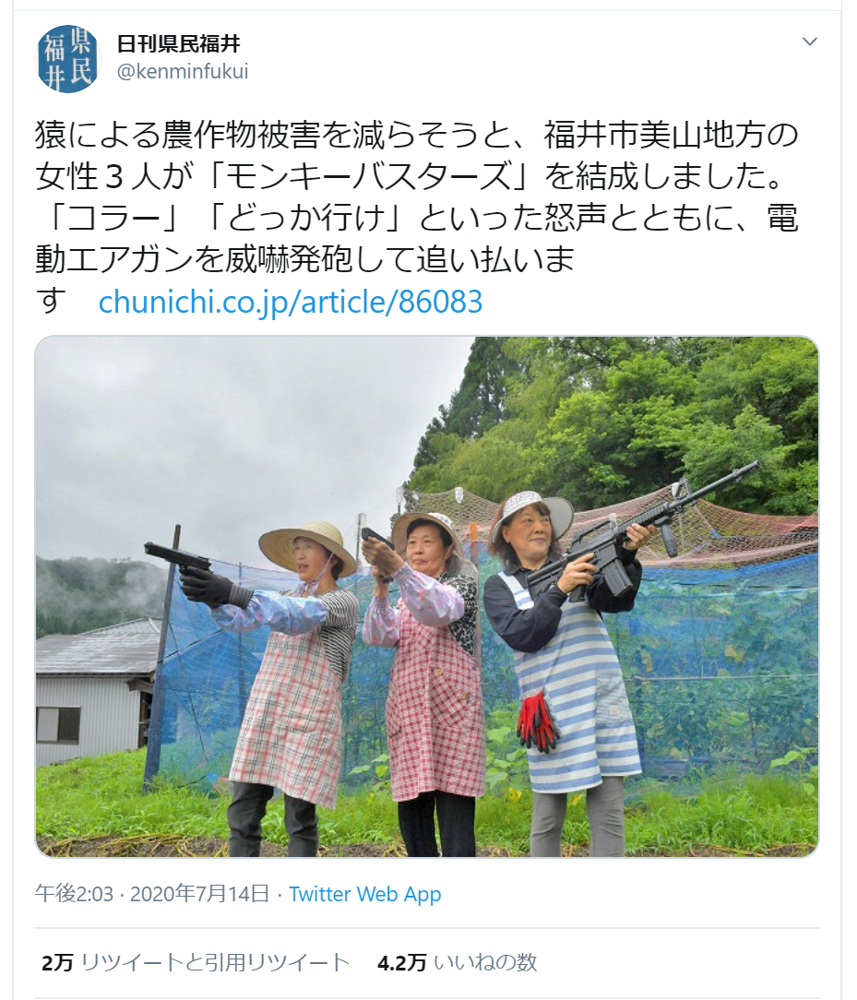 県民
福井
日刊県民福井
@kenminfukui
猿による農作物被害を減らそうと、福井市美山地方の
女性３人が「モンキーバスターズ」を結成しました。
「コラー」「どっか行け」といった怒声とともに、電
動エアガンを威嚇発砲して追い払いま
す　chunichi.co.jp/article/86083
午後2:03 · 2020年7月14日 · Twitter Web App
2万 リツイートと引用リツイート　4.2万 いいねの数